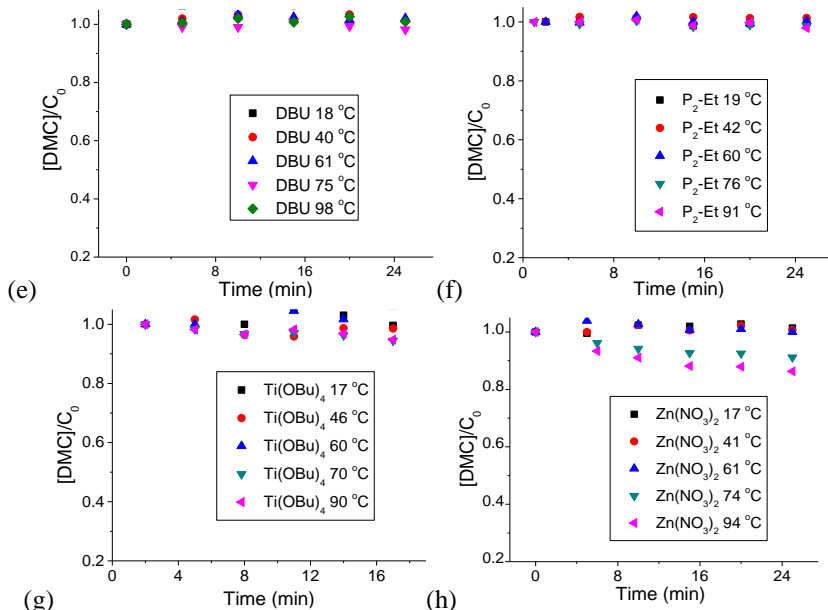 1.0
0.8
0.6
0.4
0.2
[DMC]/C₀
DBU 18 °C
DBU 40 °C
DBU 61 °C
DBU 75 °C
DBU 98 °C
0 8 16 24
Time (min)
(e)
1.0
0.8
0.6
0.4
0.2
[DMC]/C₀
P₂-Et 19 °C
P₂-Et 42 °C
P₂-Et 60 °C
P₂-Et 76 °C
P₂-Et 91 °C
0 8 16 24
Time (min)
(f)
1.0
0.8
0.6
0.4
0.2
[DMC]/C₀
Ti(OBu)₄ 17 °C
Ti(OBu)₄ 46 °C
Ti(OBu)₄ 60 °C
Ti(OBu)₄ 70 °C
Ti(OBu)₄ 90 °C
0 4 8 12 16
Time (min)
(g)
1.0
0.8
0.6
0.4
0.2
[DMC]/C₀
Zn(NO₃)₂ 17 °C
Zn(NO₃)₂ 41 °C
Zn(NO₃)₂ 61 °C
Zn(NO₃)₂ 74 °C
Zn(NO₃)₂ 94 °C
0 8 16 24
Time (min)
(h)